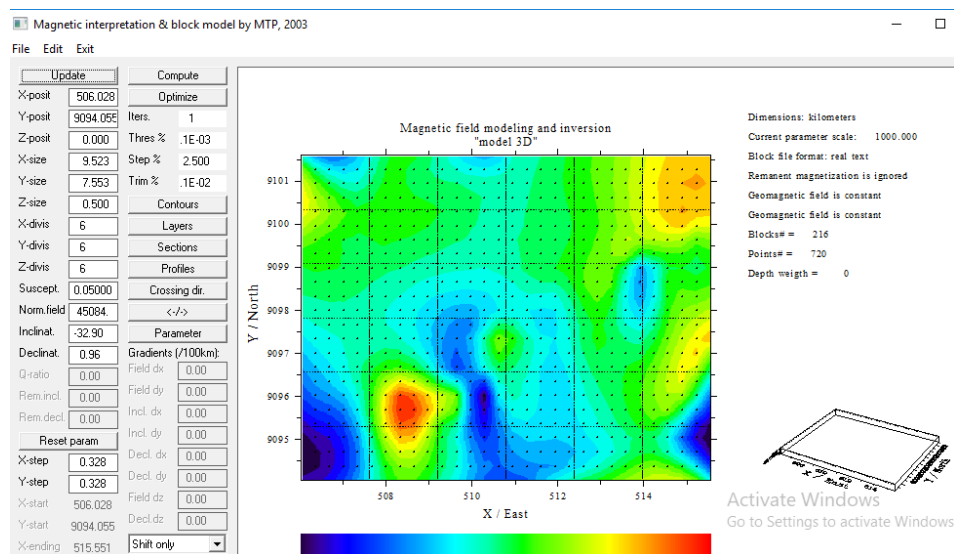 Magnetic interpretation & block model by MTP, 2003
File Edit Exit
Update Compute
X-posit 506.028 Optimize
Y-posit 9094.055 Iters. 1
Z-posit 0.000 Thres % .1E-03
X-size 9.523 Step % 2.500
Y-size 7.553 Trim % .1E-02
Z-size 0.500 Contours
X-divis 6 Layers
Y-divis 6 Sections
Z-divis 6 Profiles
Suscept. 0.05000 Crossing dir.
Norm.field 45084. <-/->
Inclinat. -32.90 Parameter
Declinat. 0.96 Gradients (/100km):
Q-ratio 0.00 Field dx 0.00
Rem.incl. 0.00 Field dy 0.00
Rem.decl. 0.00 Incl. dx 0.00
Reset param Incl. dy 0.00
X-step 0.328 Decl. dx 0.00
Y-step 0.328 Decl. dy 0.00
X-start 506.028 Field dz 0.00
Y-start 9094.055 Decl.dz 0.00
X-ending 515.551 Shift only
Magnetic field modeling and inversion
"model 3D"
9101
9100
9099
9098
9097
9096
9095
Y / North
508 510 512 514
X / East
Dimensions: kilometers
Current parameter scale: 1000.000
Block file format: real text
Remanent magnetization is ignored
Geomagnetic field is constant
Geomagnetic field is constant
Blocks# = 216
Points# = 720
Depth weigth = 0
Activate Windows
Go to Settings to activate Windows